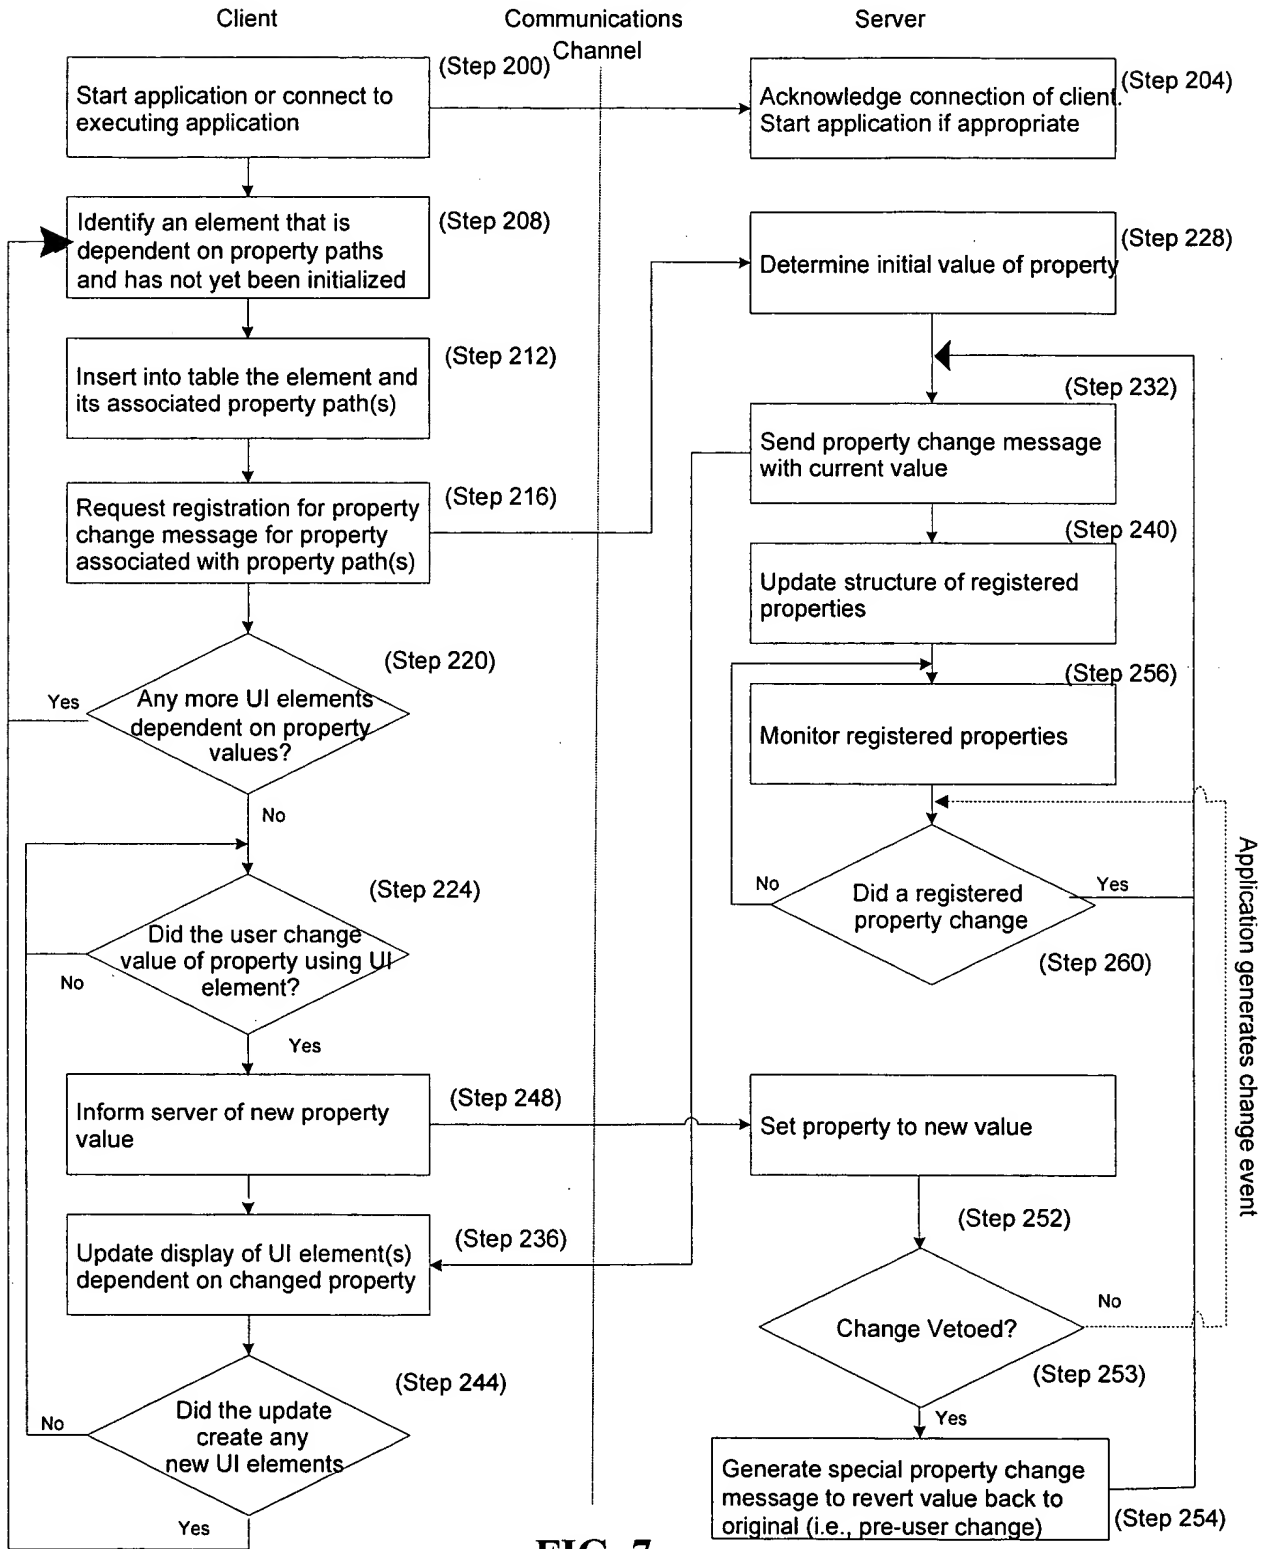 Client
Communications
Channel
Server
(Step 200)
Start application or connect to
executing application
(Step 204)
Acknowledge connection of client.
Start application if appropriate
(Step 208)
Identify an element that is
dependent on property paths
and has not yet been initialized
(Step 228)
Determine initial value of property
(Step 212)
Insert into table the element and
its associated property path(s)
(Step 232)
Send property change message
with current value
(Step 216)
Request registration for property
change message for property
associated with property path(s)
(Step 240)
Update structure of registered
properties
(Step 220)
Any more UI elements
dependent on property
values?
Yes
No
(Step 256)
Monitor registered properties
(Step 224)
Did the user change
value of property using UI
element?
No
Yes
Did a registered
property change
No
Yes
(Step 260)
Application generates change event
(Step 248)
Inform server of new property
value
Set property to new value
(Step 252)
(Step 236)
Update display of UI element(s)
dependent on changed property
Change Vetoed?
No
(Step 253)
Yes
(Step 244)
Did the update
create any
new UI elements
No
Yes
Generate special property change
message to revert value back to
original (i.e., pre-user change)
(Step 254)
FIG. 7